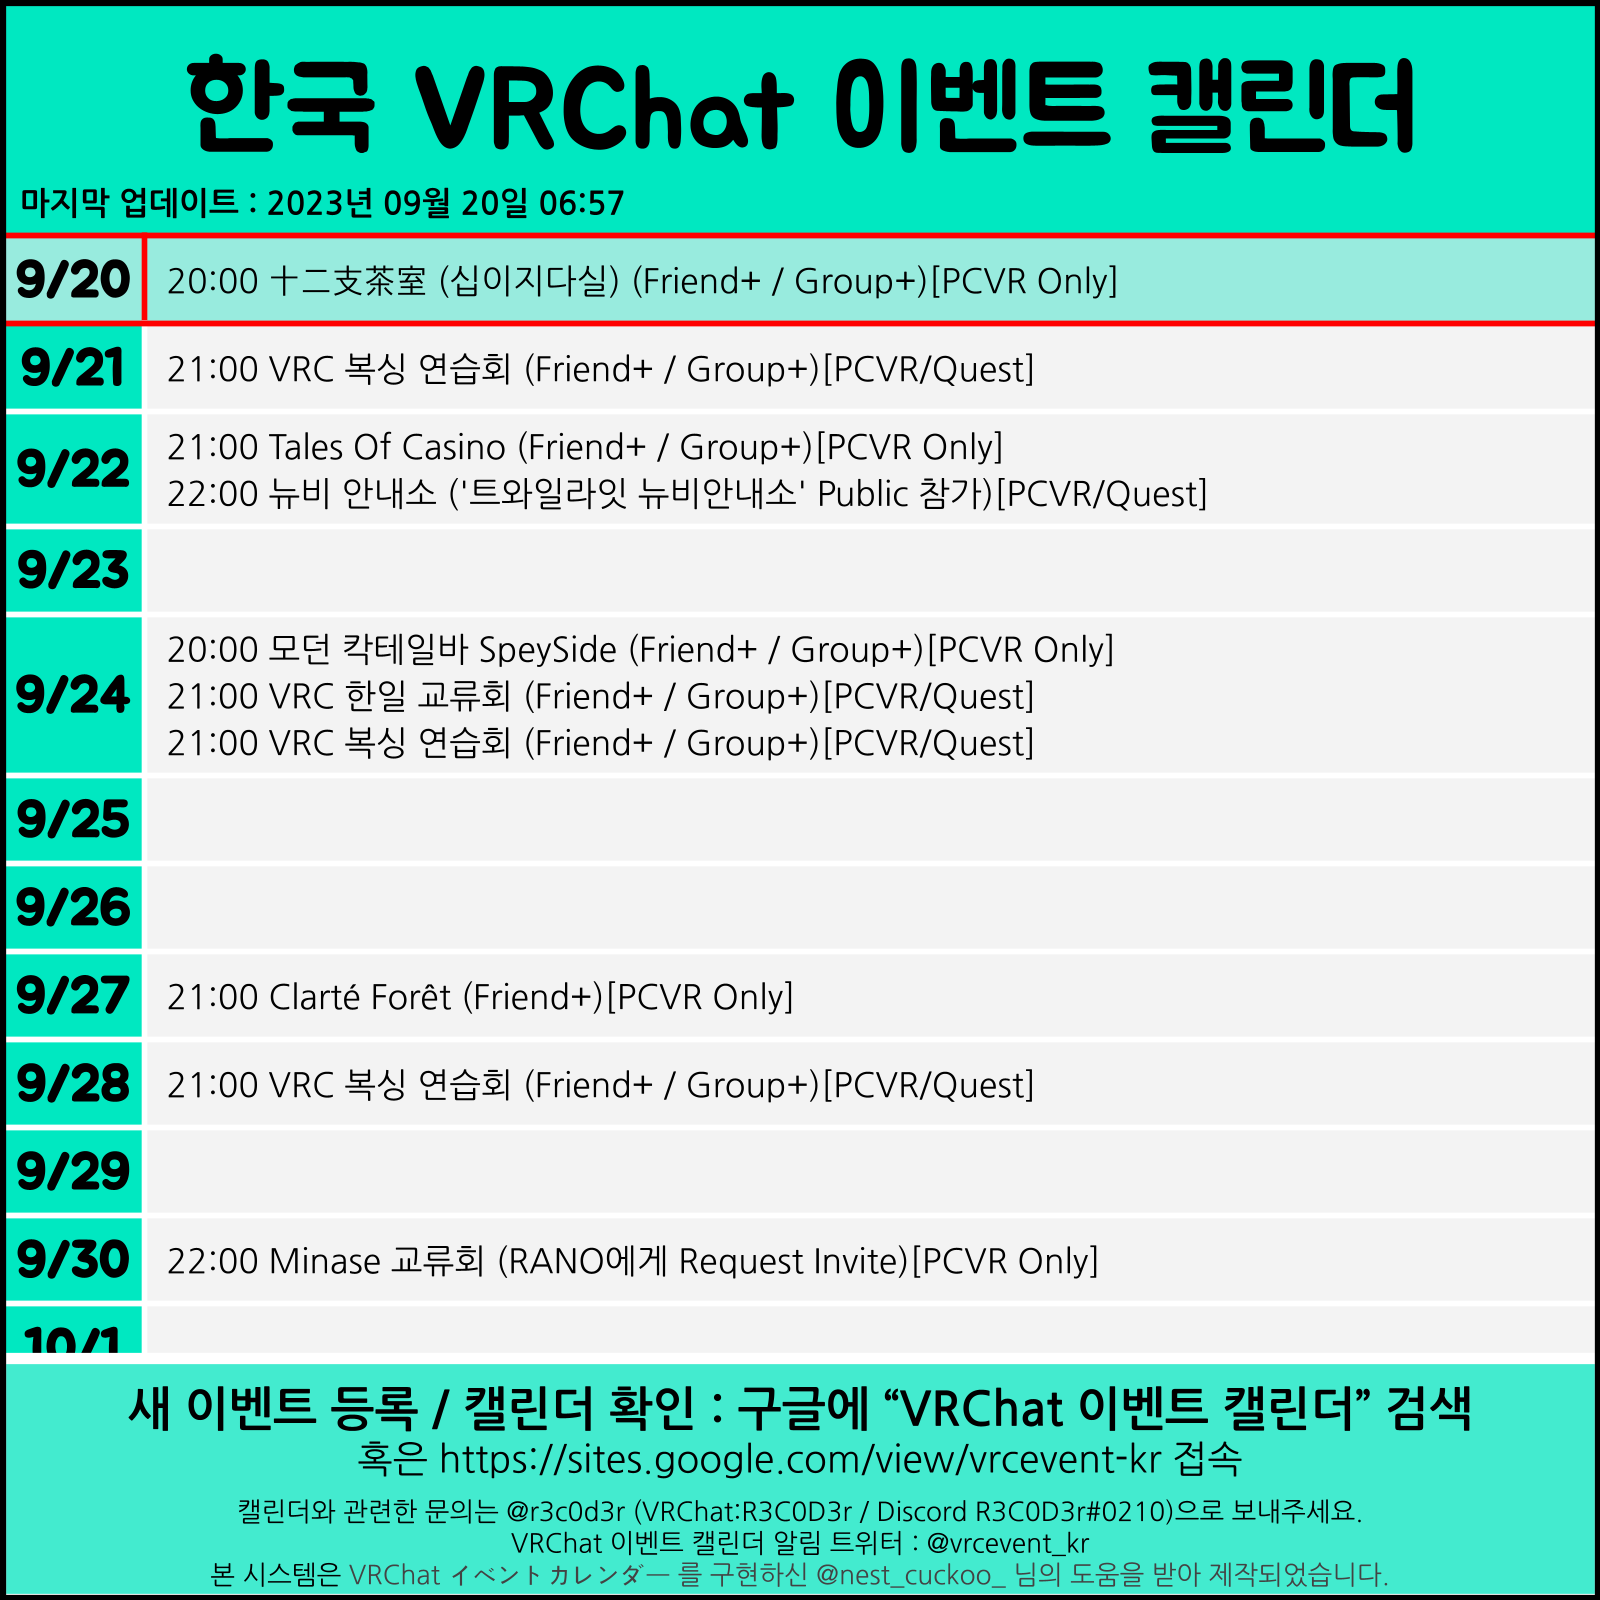 한국 VRChat 이벤트 캘린더
마지막 업데이트 : 2023년 09월 20일 06:57
9/20
20:00 十二支茶室 (십이지다실) (Friend+ / Group+)[PCVR Only]
9/21
21:00 VRC 복싱 연습회 (Friend+ / Group+)[PCVR/Quest]
9/22
21:00 Tales Of Casino (Friend+ / Group+)[PCVR Only]
22:00 뉴비 안내소 ('트와일라잇 뉴비안내소' Public 참가)[PCVR/Quest]
9/23
9/24
20:00 모던 칵테일바 SpeySide (Friend+ / Group+)[PCVR Only]
21:00 VRC 한일 교류회 (Friend+ / Group+)[PCVR/Quest]
21:00 VRC 복싱 연습회 (Friend+ / Group+)[PCVR/Quest]
9/25
9/26
9/27
21:00 Clarté Forêt (Friend+)[PCVR Only]
9/28
21:00 VRC 복싱 연습회 (Friend+ / Group+)[PCVR/Quest]
9/29
9/30
22:00 Minase 교류회 (RANO에게 Request Invite)[PCVR Only]
10/1
새 이벤트 등록 / 캘린더 확인 : 구글에 “VRChat 이벤트 캘린더” 검색
혹은 https://sites.google.com/view/vrcevent-kr 접속
캘린더와 관련한 문의는 @r3c0d3r (VRChat:R3C0D3r / Discord R3C0D3r#0210)으로 보내주세요.
VRChat 이벤트 캘린더 알림 트위터 : @vrcevent_kr
본 시스템은 VRChat イベントカレンダー 를 구현하신 @nest_cuckoo_ 님의 도움을 받아 제작되었습니다.